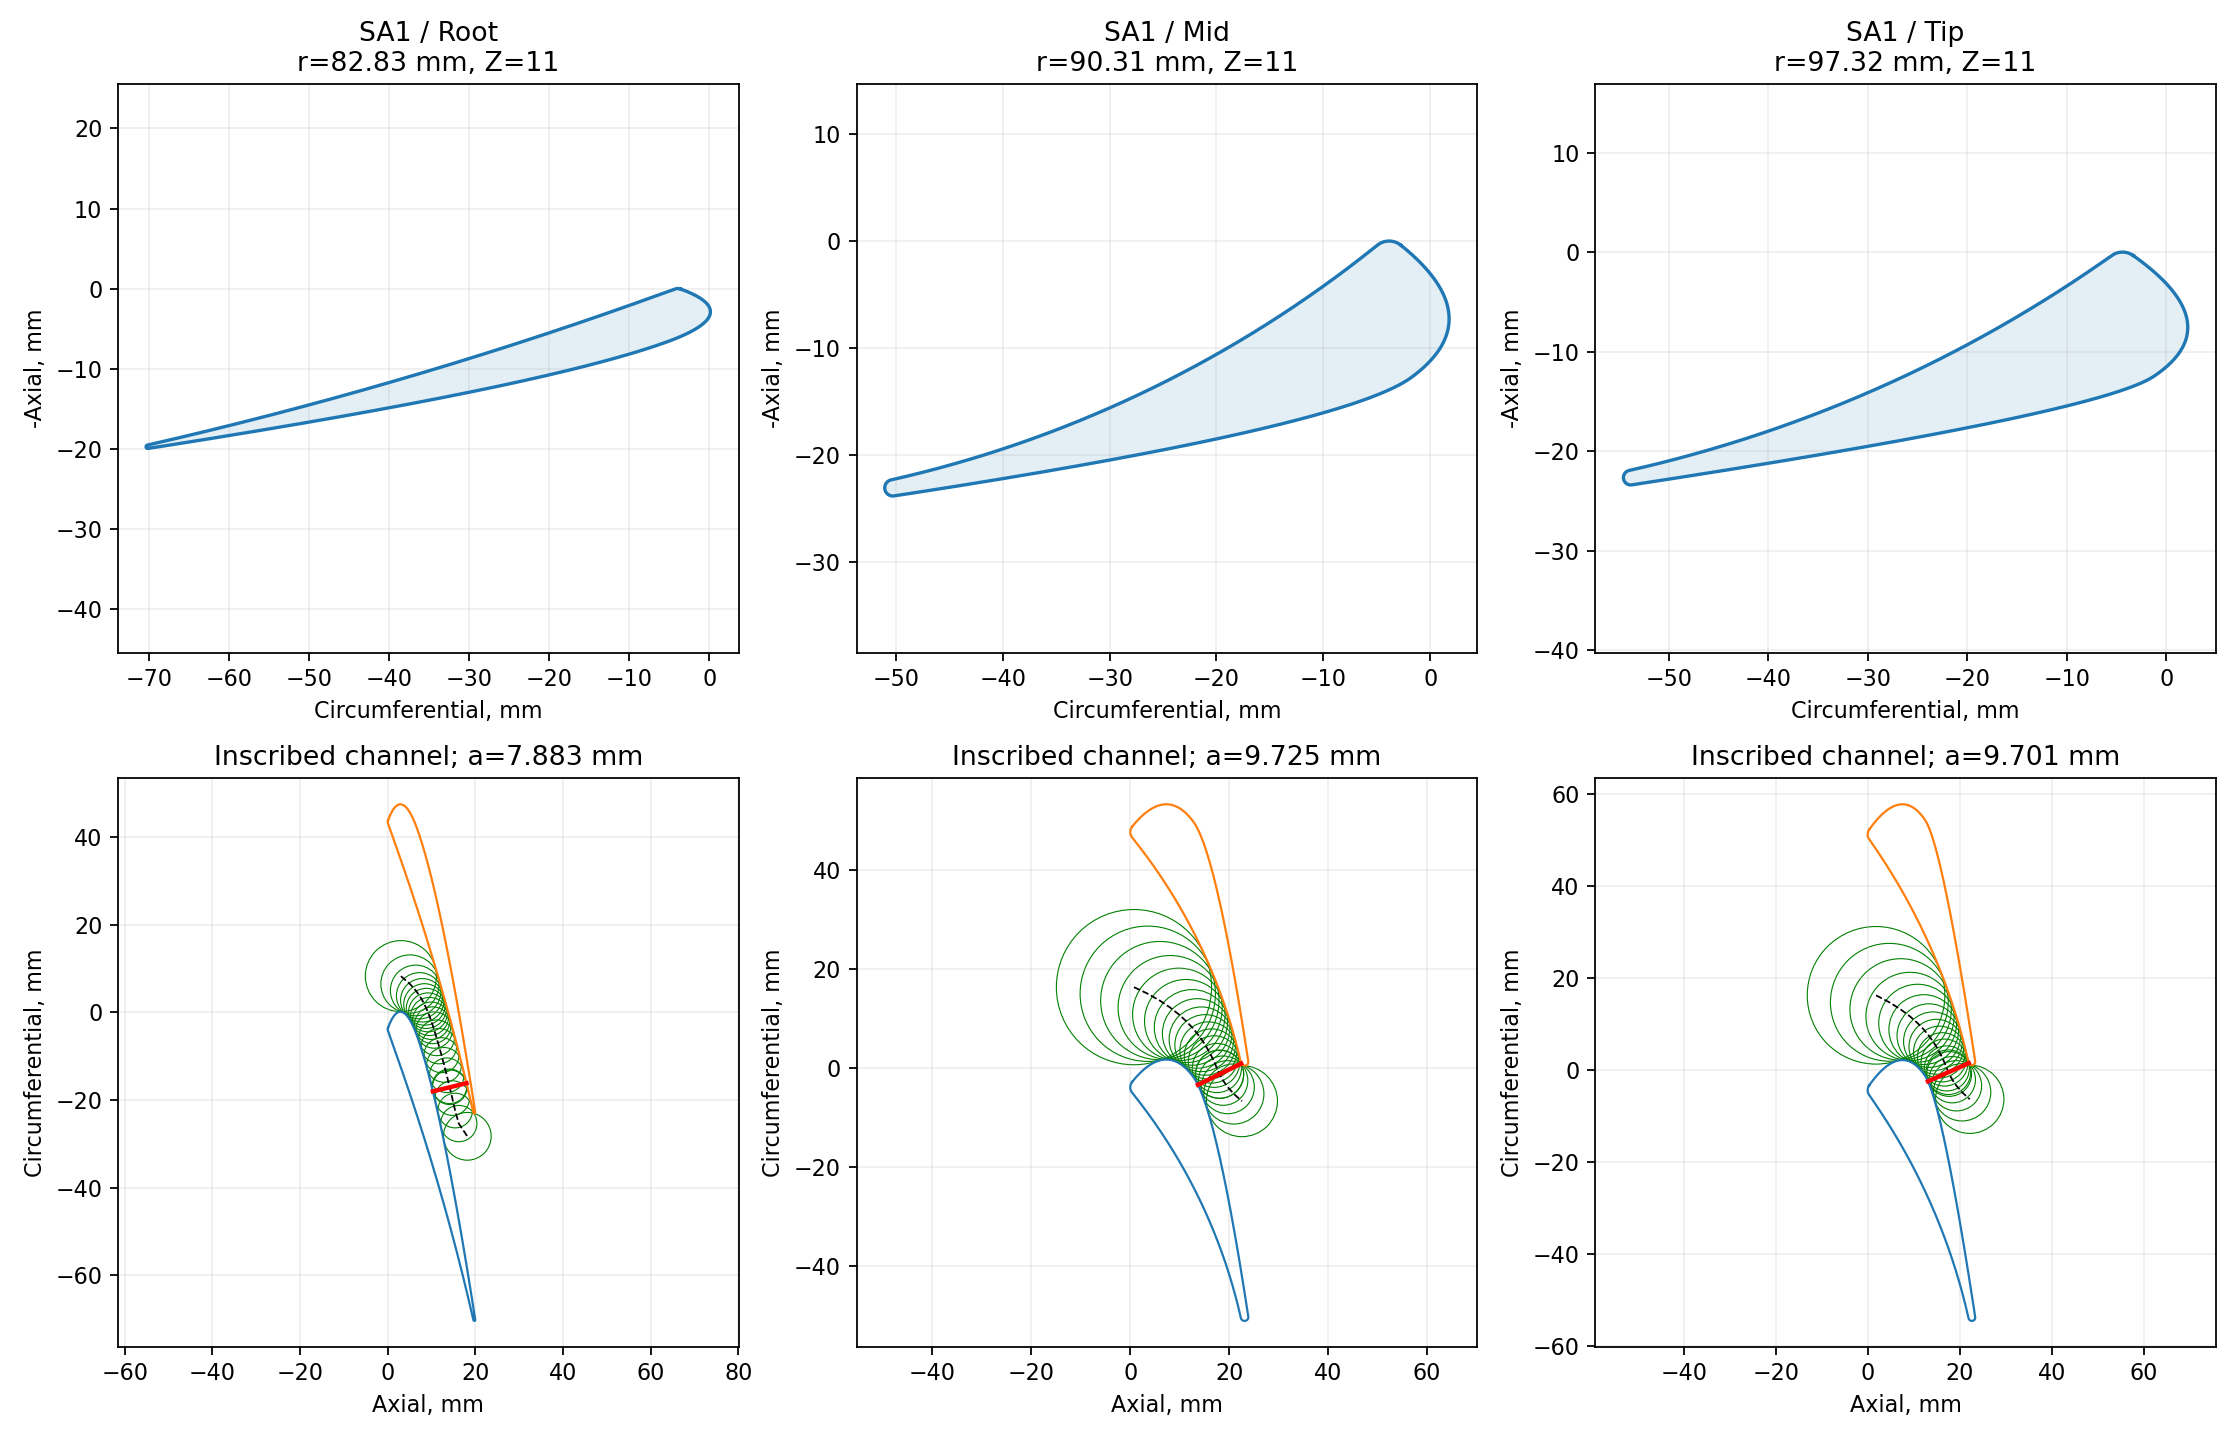 SA1 / Root
r=82.83 mm, Z=11
SA1 / Mid
r=90.31 mm, Z=11
SA1 / Tip
r=97.32 mm, Z=11
20
10
0
−10
−20
−30
−40
-Axial, mm
−70 −60 −50 −40 −30 −20 −10 0
Circumferential, mm
10
0
−10
−20
−30
-Axial, mm
−50 −40 −30 −20 −10 0
Circumferential, mm
10
0
−10
−20
−30
−40
-Axial, mm
−50 −40 −30 −20 −10 0
Circumferential, mm
Inscribed channel; a=7.883 mm
40
20
0
−20
−40
−60
Circumferential, mm
−60 −40 −20 0 20 40 60 80
Axial, mm
Inscribed channel; a=9.725 mm
40
20
0
−20
−40
Circumferential, mm
−40 −20 0 20 40 60
Axial, mm
Inscribed channel; a=9.701 mm
60
40
20
0
−20
−40
−60
Circumferential, mm
−40 −20 0 20 40 60
Axial, mm